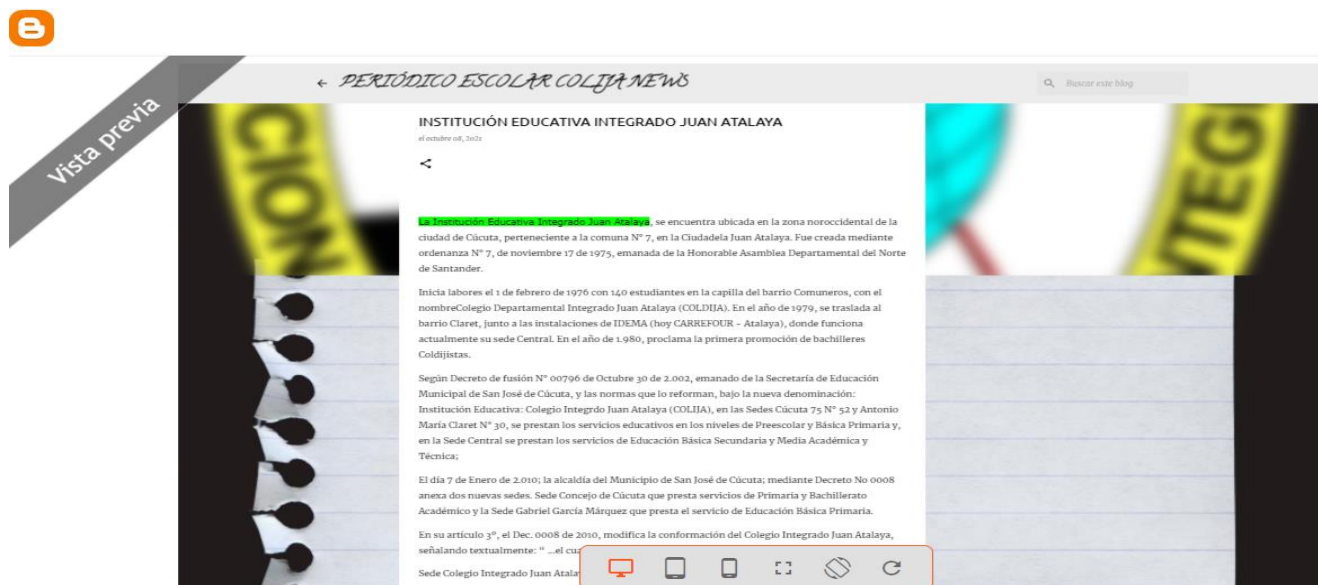 Vista previa
PERIÓDICO ESCOLAR COLIJA NEWS
Buscar este blog
CION
INTEG
INSTITUCIÓN EDUCATIVA INTEGRADO JUAN ATALAYA
el octubre 08, 2021
La Institución Educativa Integrado Juan Atalaya, se encuentra ubicada en la zona noroccidental de la
ciudad de Cúcuta, perteneciente a la comuna N° 7, en la Ciudadela Juan Atalaya. Fue creada mediante
ordenanza N° 7, de noviembre 17 de 1975, emanada de la Honorable Asamblea Departamental del Norte
de Santander.
Inicia labores el 1 de febrero de 1976 con 140 estudiantes en la capilla del barrio Comuneros, con el
nombreColegio Departamental Integrado Juan Atalaya (COLDIJA). En el año de 1979, se traslada al
barrio Claret, junto a las instalaciones de IDEMA (hoy CARREFOUR - Atalaya), donde funciona
actualmente su sede Central. En el año de 1.980, proclama la primera promoción de bachilleres
Coldijistas.
Según Decreto de fusión N° 00796 de Octubre 30 de 2.002, emanado de la Secretaría de Educación
Municipal de San José de Cúcuta, y las normas que lo reforman, bajo la nueva denominación:
Institución Educativa: Colegio Integrdo Juan Atalaya (COLIJA), en las Sedes Cúcuta 75 N° 52 y Antonio
María Claret N° 30, se prestan los servicios educativos en los niveles de Preescolar y Básica Primaria y,
en la Sede Central se prestan los servicios de Educación Básica Secundaria y Media Académica y
Técnica;
El día 7 de Enero de 2.010; la alcaldía del Municipio de San José de Cúcuta; mediante Decreto No 0008
anexa dos nuevas sedes. Sede Concejo de Cúcuta que presta servicios de Primaria y Bachillerato
Académico y la Sede Gabriel García Márquez que presta el servicio de Educación Básica Primaria.
En su artículo 3º, el Dec. 0008 de 2010, modifica la conformación del Colegio Integrado Juan Atalaya,
señalando textualmente: “ ...el cua
Sede Colegio Integrado Juan Atala